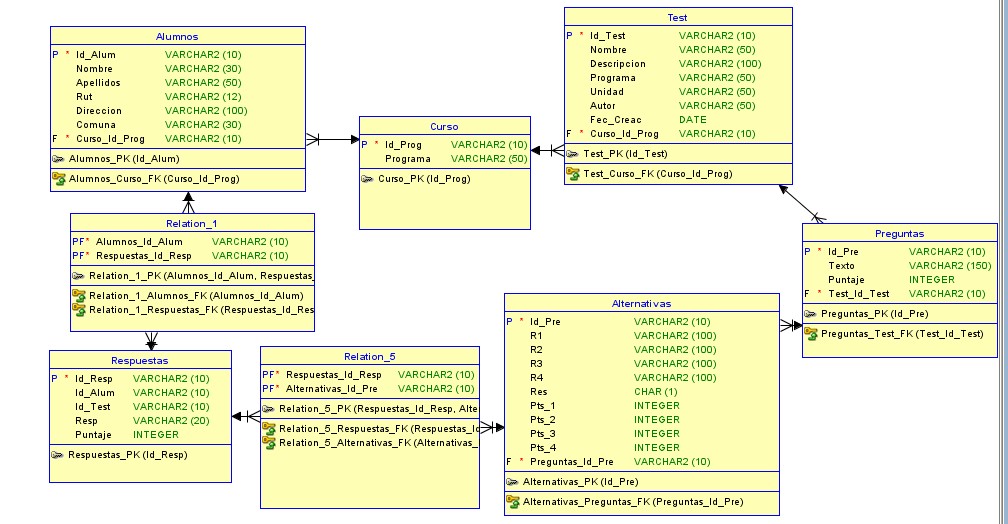 Alumnos
P * Id_Alum VARCHAR2 (10)
Nombre VARCHAR2 (30)
Apellidos VARCHAR2 (50)
Rut VARCHAR2 (12)
Direccion VARCHAR2 (100)
Comuna VARCHAR2 (30)
F * Curso_Id_Prog VARCHAR2 (10)
Alumnos_PK (Id_Alum)
Alumnos_Curso_FK (Curso_Id_Prog)
Curso
P * Id_Prog VARCHAR2 (10)
Programa VARCHAR2 (50)
Curso_PK (Id_Prog)
Test
P * Id_Test VARCHAR2 (10)
Nombre VARCHAR2 (50)
Descripcion VARCHAR2 (100)
Programa VARCHAR2 (50)
Unidad VARCHAR2 (50)
Autor VARCHAR2 (50)
Fec_Creac DATE
F * Curso_Id_Prog VARCHAR2 (10)
Test_PK (Id_Test)
Test_Curso_FK (Curso_Id_Prog)
Relation_1
PF* Alumnos_Id_Alum VARCHAR2 (10)
PF* Respuestas_Id_Resp VARCHAR2 (10)
Relation_1_PK (Alumnos_Id_Alum, Respuestas_
Relation_1_Alumnos_FK (Alumnos_Id_Alum)
Relation_1_Respuestas_FK (Respuestas_Id_Res
Preguntas
P * Id_Pre VARCHAR2 (10)
Texto VARCHAR2 (150)
Puntaje INTEGER
F * Test_Id_Test VARCHAR2 (10)
Preguntas_PK (Id_Pre)
Preguntas_Test_FK (Test_Id_Test)
Respuestas
P * Id_Resp VARCHAR2 (10)
Id_Alum VARCHAR2 (10)
Id_Test VARCHAR2 (10)
Resp VARCHAR2 (20)
Puntaje INTEGER
Respuestas_PK (Id_Resp)
Relation_5
PF* Respuestas_Id_Resp VARCHAR2 (10)
PF* Alternativas_Id_Pre VARCHAR2 (10)
Relation_5_PK (Respuestas_Id_Resp, Alte
Relation_5_Respuestas_FK (Respuestas_Id
Relation_5_Alternativas_FK (Alternativas_
Alternativas
P * Id_Pre VARCHAR2 (10)
R1 VARCHAR2 (100)
R2 VARCHAR2 (100)
R3 VARCHAR2 (100)
R4 VARCHAR2 (100)
Res CHAR (1)
Pts_1 INTEGER
Pts_2 INTEGER
Pts_3 INTEGER
Pts_4 INTEGER
F * Preguntas_Id_Pre VARCHAR2 (10)
Alternativas_PK (Id_Pre)
Alternativas_Preguntas_FK (Preguntas_Id_Pre)